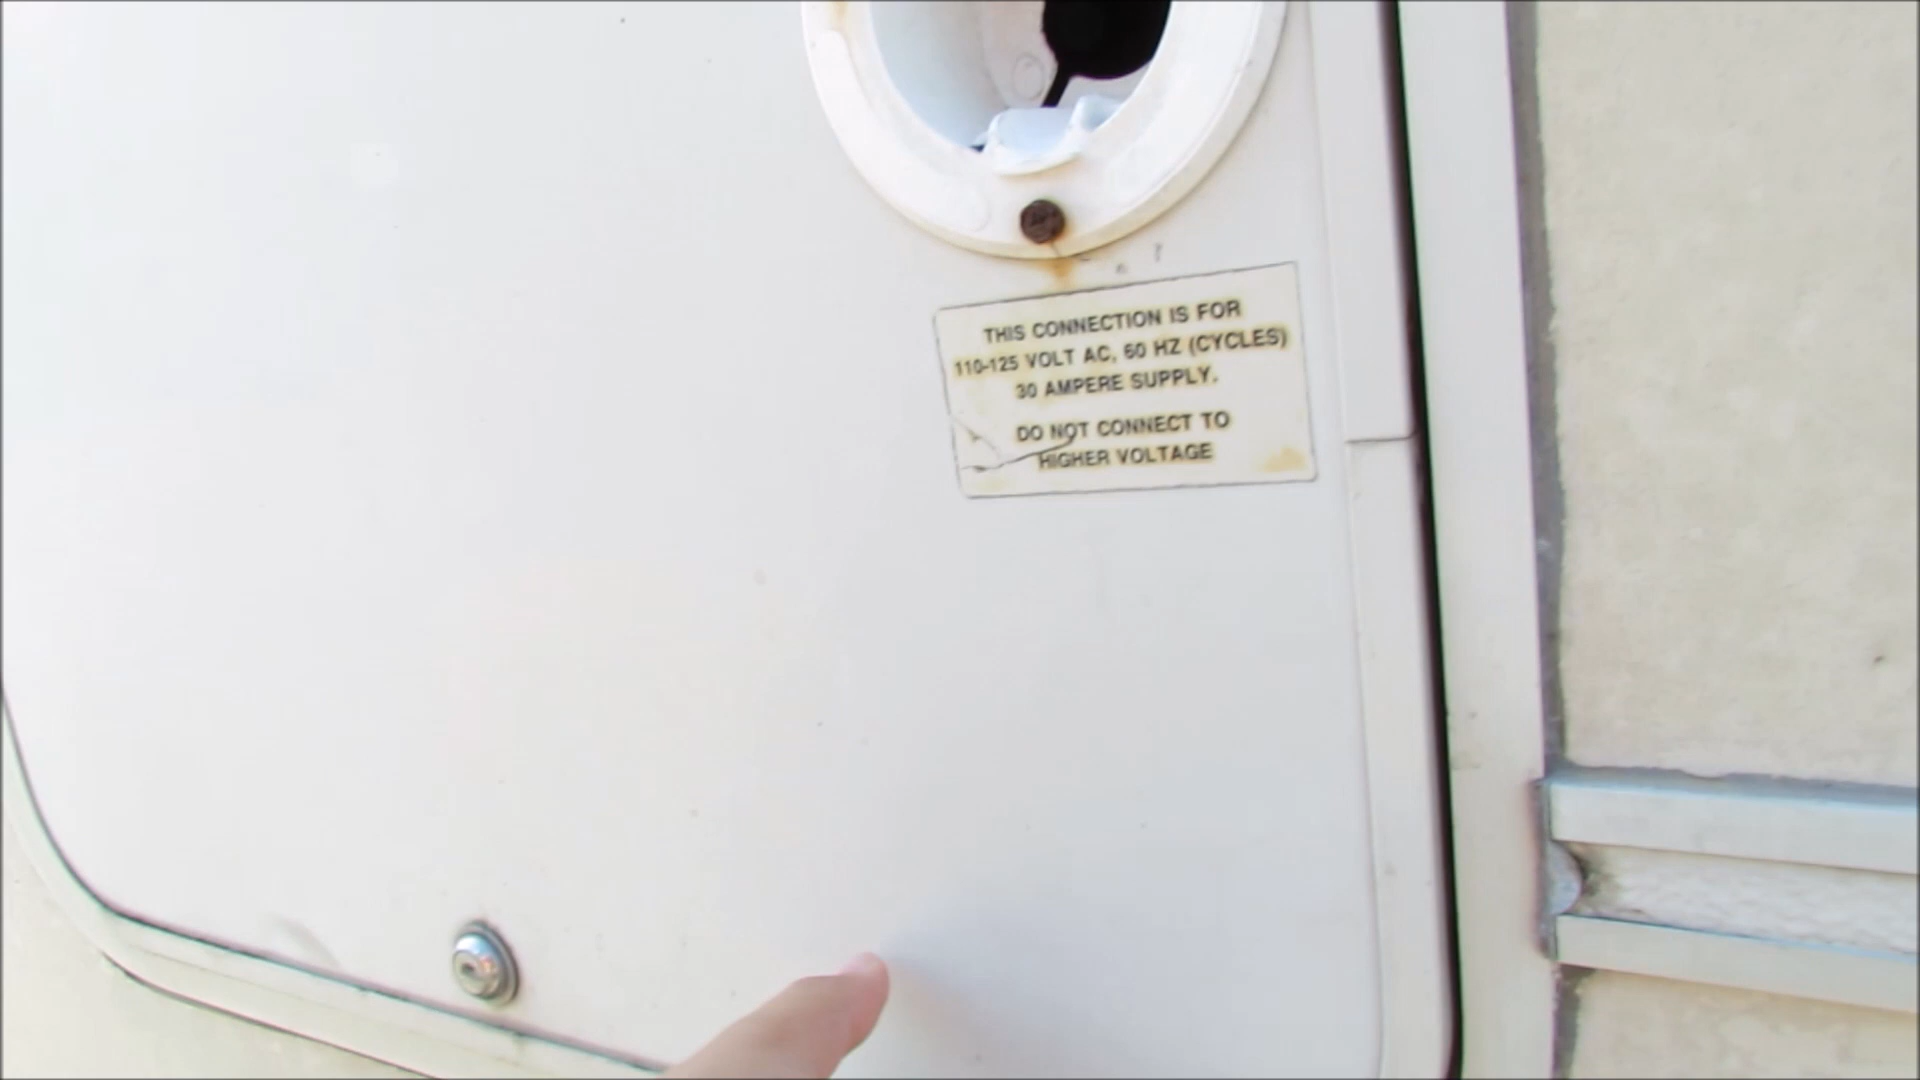 THIS CONNECTION IS FOR
110-125 VOLT AC, 60 HZ (CYCLES)
30 AMPERE SUPPLY.
DO NOT CONNECT TO
HIGHER VOLTAGE